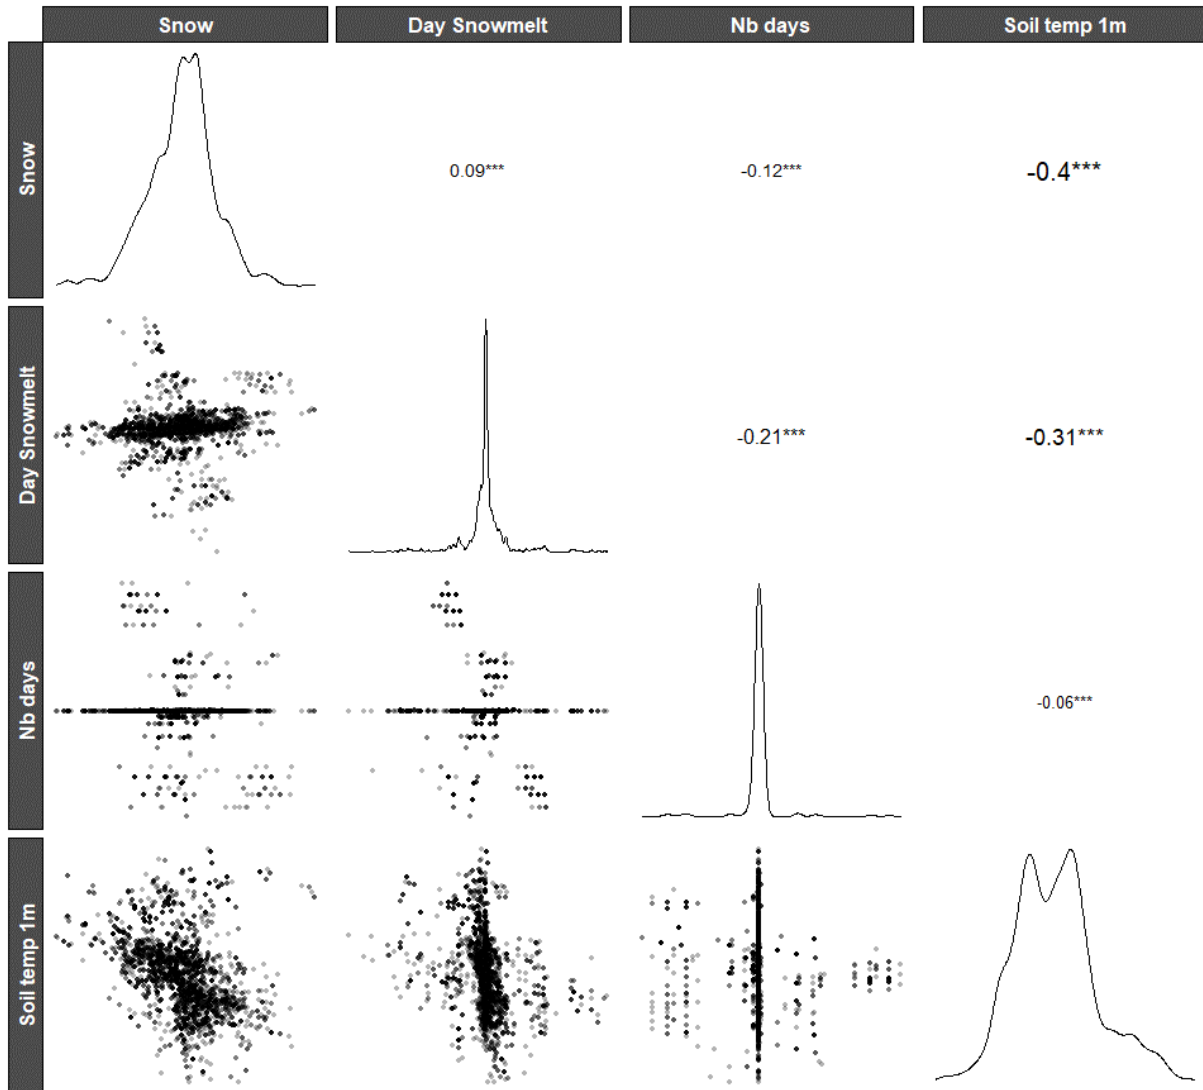 Snow Day Snowmelt Nb days Soil temp 1m
Snow
0.09*** -0.12*** -0.4***
Day Snowmelt
-0.21*** -0.31***
Nb days
-0.06***
Soil temp 1m